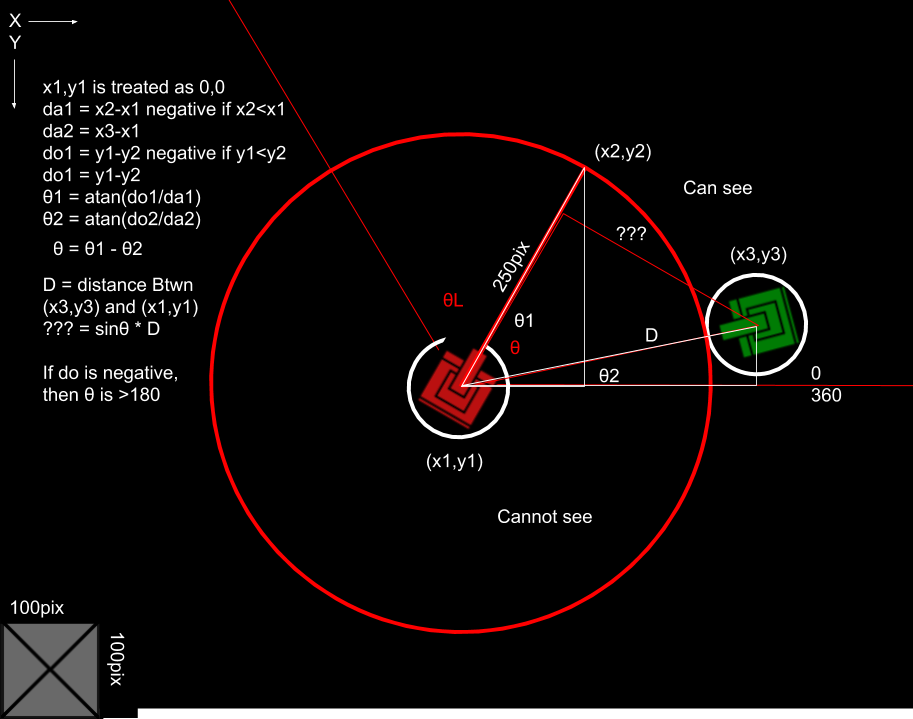 X
Y
x1,y1 is treated as 0,0
da1 = x2-x1 negative if x2<x1
da2 = x3-x1
do1 = y1-y2 negative if y1<y2
do1 = y1-y2
θ1 = atan(do1/da1)
θ2 = atan(do2/da2)
θ = θ1 - θ2
D = distance Btwn
(x3,y3) and (x1,y1)
??? = sinθ * D
If do is negative,
then θ is >180
(x2,y2)
Can see
???
(x3,y3)
250pix
θL
θ1
θ
D
θ2
0
360
(x1,y1)
Cannot see
100pix
100pix